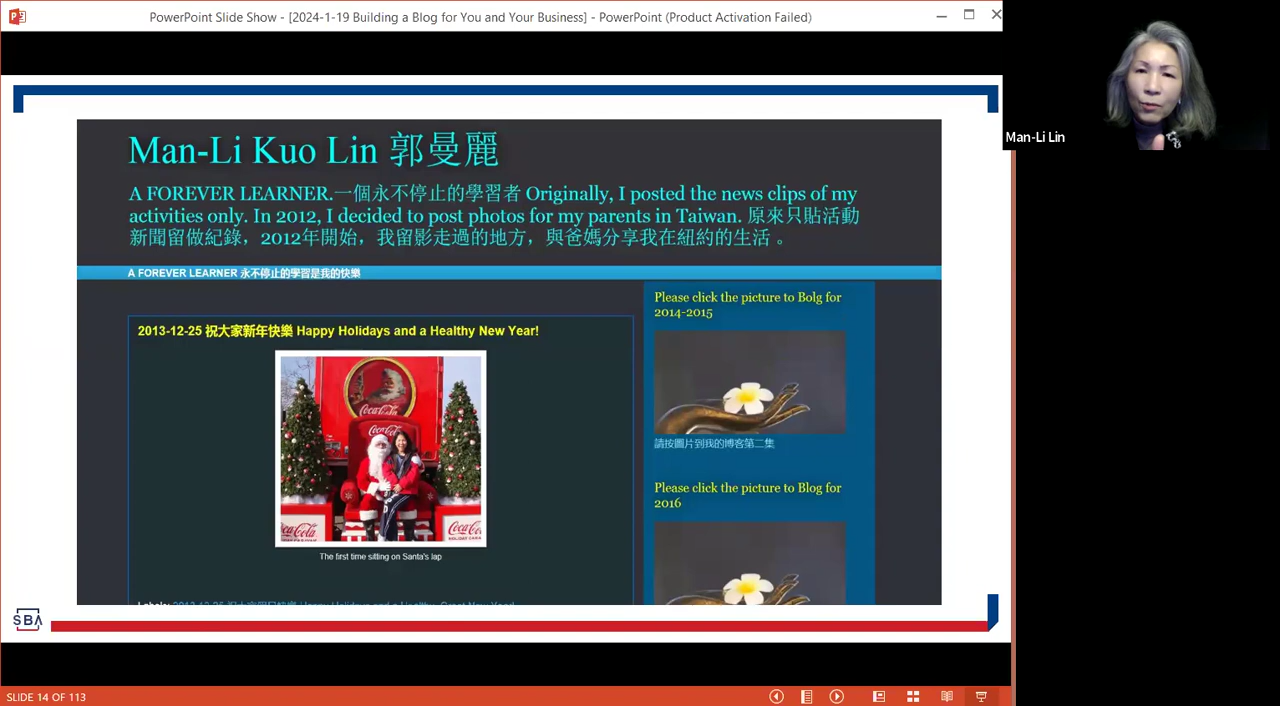 PowerPoint Slide Show - [2024-1-19 Building a Blog for You and Your Business] - PowerPoint (Product Activation Failed)
Man-Li Lin
Man-Li Kuo Lin 郭曼麗
A FOREVER LEARNER.一個永不停止的學習者 Originally, I posted the news clips of my
activities only. In 2012, I decided to post photos for my parents in Taiwan. 原來只貼活動
新聞留做紀錄，2012年開始，我留影走過的地方，與爸媽分享我在紐約的生活 。
A FOREVER LEARNER 永不停止的學習是我的快樂
2013-12-25 祝大家新年快樂 Happy Holidays and a Healthy New Year!
Coca-Cola
Coca-Cola
Coca-Cola
Coca-Cola
The first time sitting on Santa's lap
Please click the picture to Bolg for
2014-2015
請按圖片到我的博客第二集
Please click the picture to Blog for
2016
SBA
SLIDE 14 OF 113